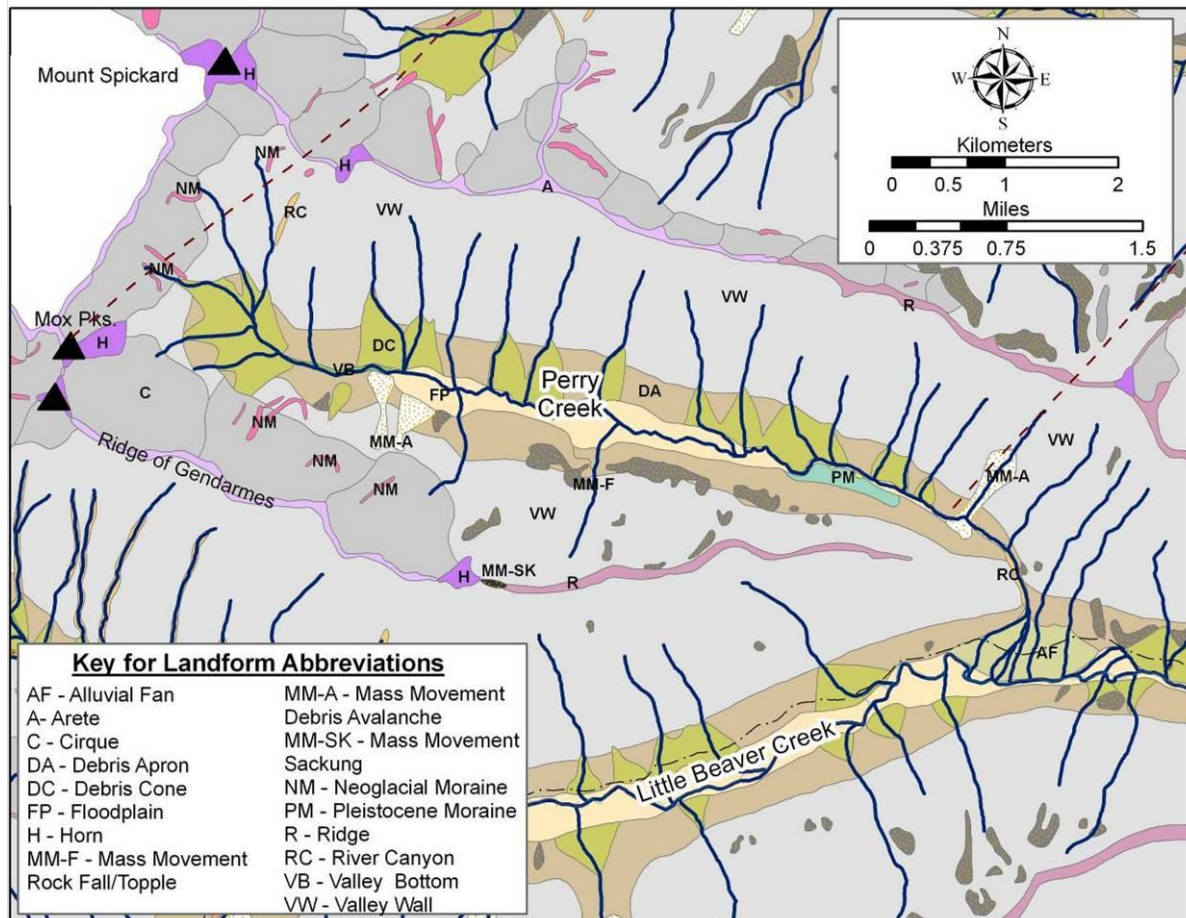 Mount Spickard
H
N
W E
S
Kilometers
0 0.5 1 2
Miles
0 0.375 0.75 1.5
NM
H
NM
A
RC
VW
NM
Mox Pks.
H
VW
R
DC
C
VB
FP
Perry
Creek
DA
NM
MM-A
VW
Ridge of Gendarmes
NM
NM
MM-F
PM
MM-A
VW
H
MM-SK
R
RC
AF
Little Beaver Creek
Key for Landform Abbreviations
AF - Alluvial Fan
A- Arete
C - Cirque
DA - Debris Apron
DC - Debris Cone
FP - Floodplain
H - Horn
MM-F - Mass Movement
Rock Fall/Topple
MM-A - Mass Movement
Debris Avalanche
MM-SK - Mass Movement
Sackung
NM - Neoglacial Moraine
PM - Pleistocene Moraine
R - Ridge
RC - River Canyon
VB - Valley Bottom
VW - Valley Wall